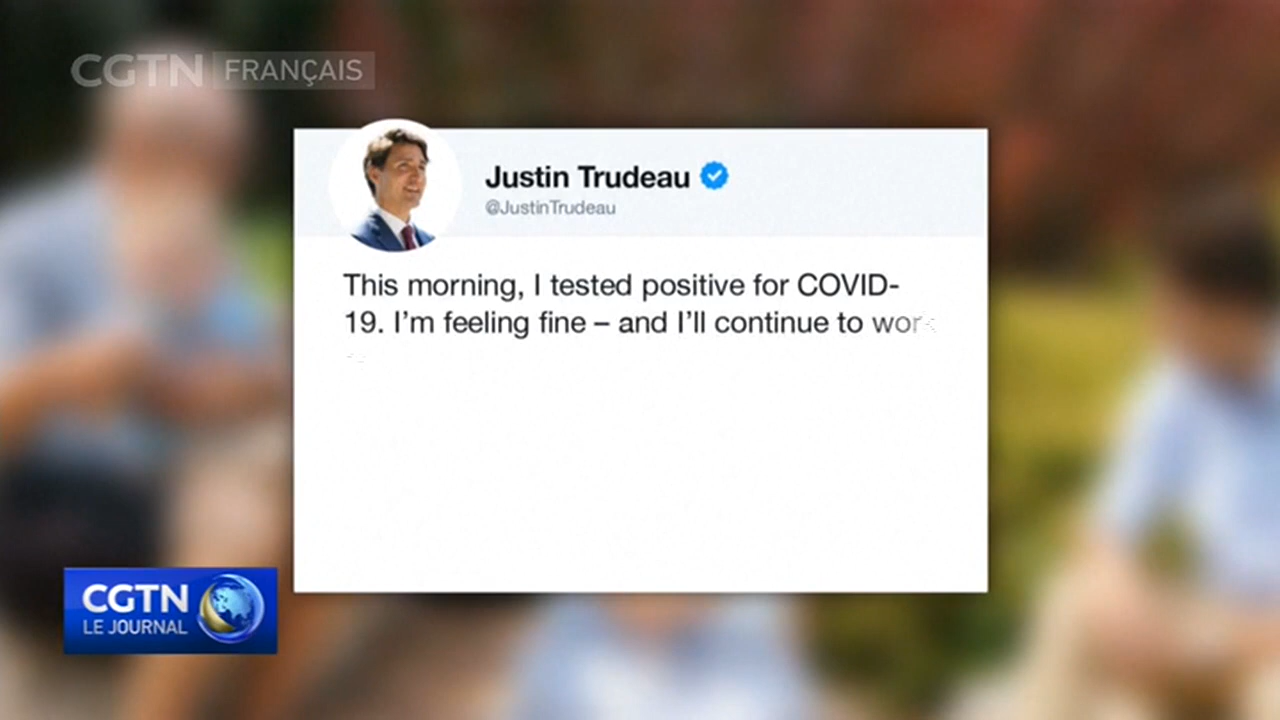 CGTN FRANÇAIS
Justin Trudeau
@JustinTrudeau
This morning, I tested positive for COVID-
19. I’m feeling fine – and I’ll continue to
CGTN
LE JOURNAL